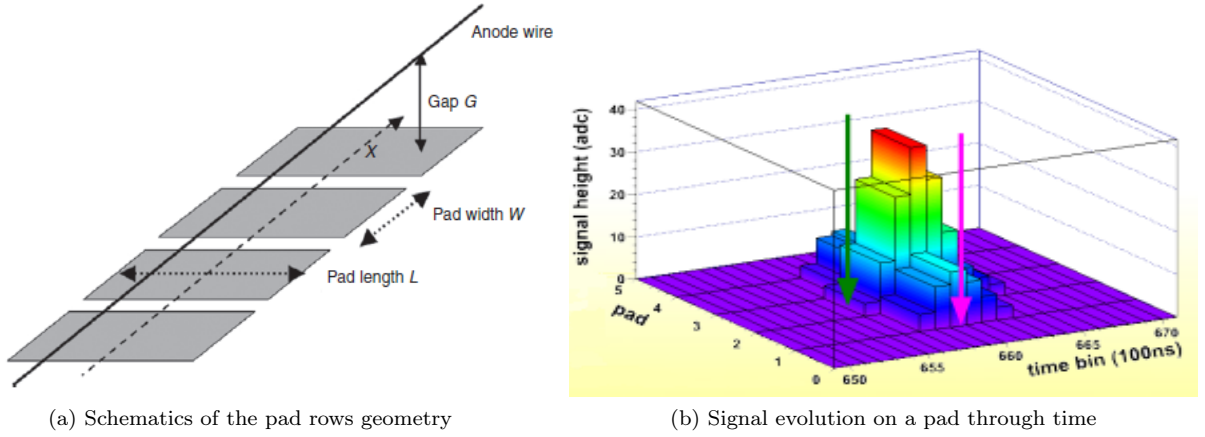 Anode wire
Gap G
X
Pad width W
Pad length L
(a) Schematics of the pad rows geometry
signal height (adc)
40
30
20
10
0
pad
5
4
3
2
1
0
650
655
660
665
670
time bin (100ns)
(b) Signal evolution on a pad through time